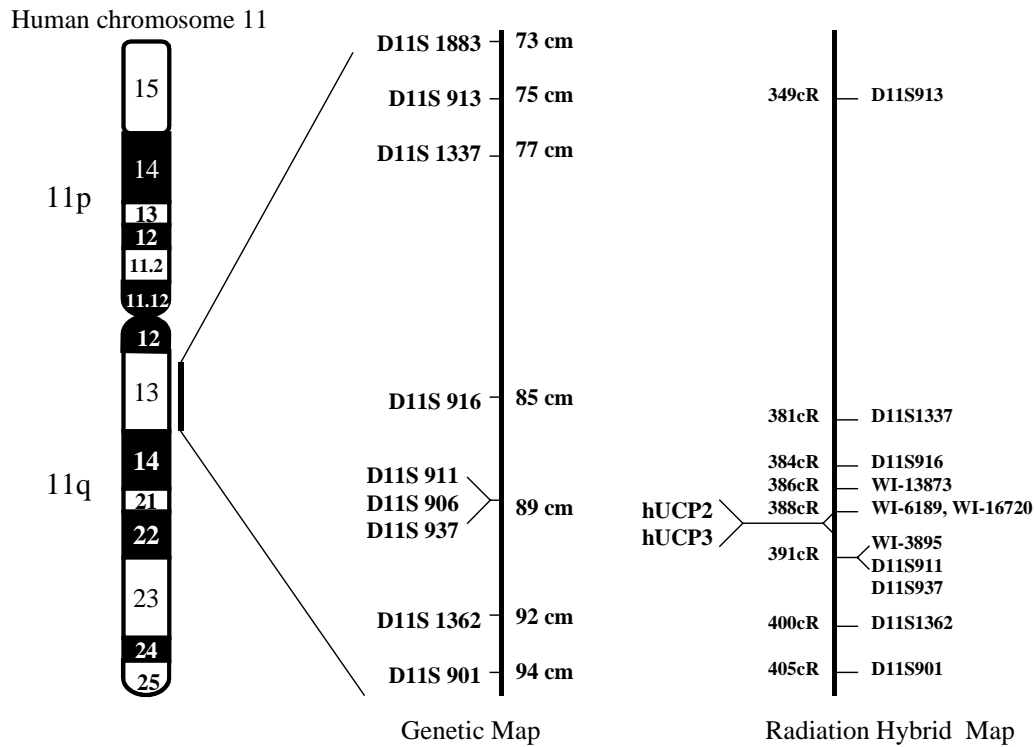 Human chromosome 11
15
14
13
12
11.2
11.12
12
13
14
21
22
23
24
25
11p
11q
D11S 1883
73 cm
D11S 913
75 cm
D11S 1337
77 cm
D11S 916
85 cm
D11S 911
D11S 906
D11S 937
89 cm
D11S 1362
92 cm
D11S 901
94 cm
Genetic Map
349cR
D11S913
381cR
D11S1337
384cR
D11S916
386cR
WI-13873
388cR
WI-6189, WI-16720
hUCP2
hUCP3
391cR
WI-3895
D11S911
D11S937
400cR
D11S1362
405cR
D11S901
Radiation Hybrid Map